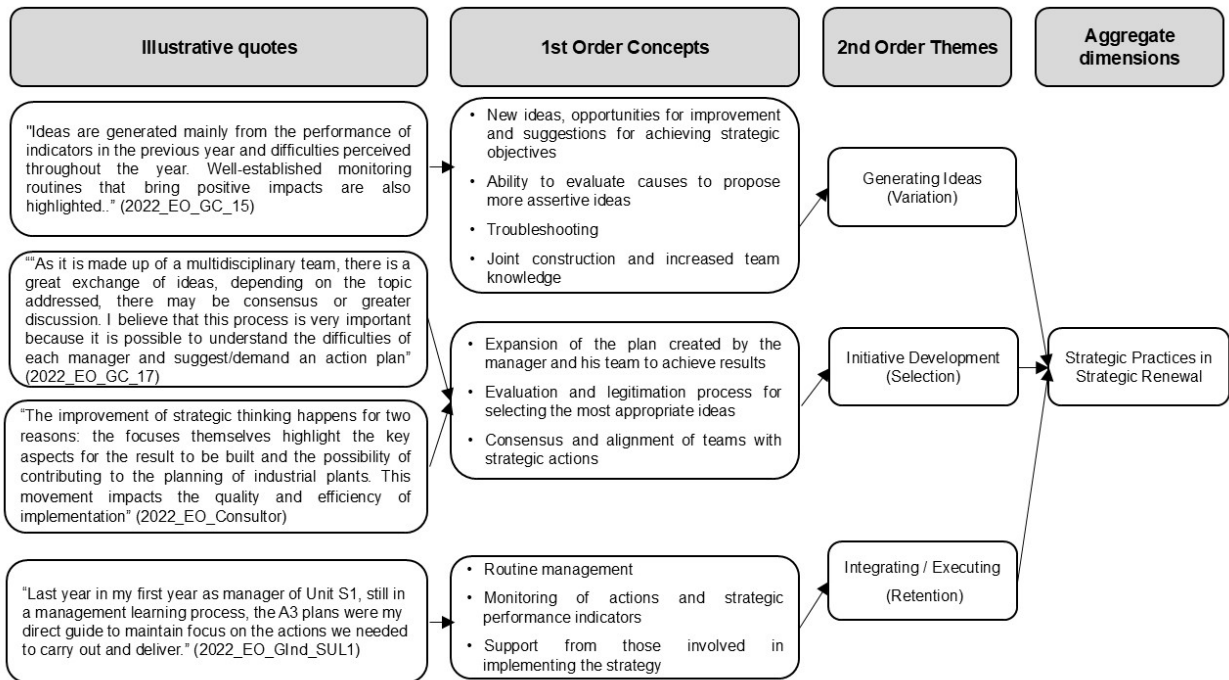 Illustrative quotes
1st Order Concepts
2nd Order Themes
Aggregate
dimensions
"Ideas are generated mainly from the performance of
indicators in the previous year and difficulties perceived
throughout the year. Well-established monitoring
routines that bring positive impacts are also
highlighted..” (2022_EO_GC_15)
““As it is made up of a multidisciplinary team, there is a
great exchange of ideas, depending on the topic
addressed, there may be consensus or greater
discussion. I believe that this process is very important
because it is possible to understand the difficulties of
each manager and suggest/demand an action plan”
(2022_EO_GC_17)
“The improvement of strategic thinking happens for two
reasons: the focuses themselves highlight the key
aspects for the result to be built and the possibility of
contributing to the planning of industrial plants. This
movement impacts the quality and efficiency of
implementation” (2022_EO_Consultor)
“Last year in my first year as manager of Unit S1, still in
a management learning process, the A3 plans were my
direct guide to maintain focus on the actions we needed
to carry out and deliver.” (2022_EO_GInd_SUL1)
• New ideas, opportunities for improvement
and suggestions for achieving strategic
objectives
• Ability to evaluate causes to propose
more assertive ideas
• Troubleshooting
• Joint construction and increased team
knowledge
• Expansion of the plan created by the
manager and his team to achieve results
• Evaluation and legitimation process for
selecting the most appropriate ideas
• Consensus and alignment of teams with
strategic actions
• Routine management
• Monitoring of actions and strategic
performance indicators
• Support from those involved in
implementing the strategy
Generating Ideas
(Variation)
Initiative Development
(Selection)
Integrating / Executing
(Retention)
Strategic Practices in
Strategic Renewal